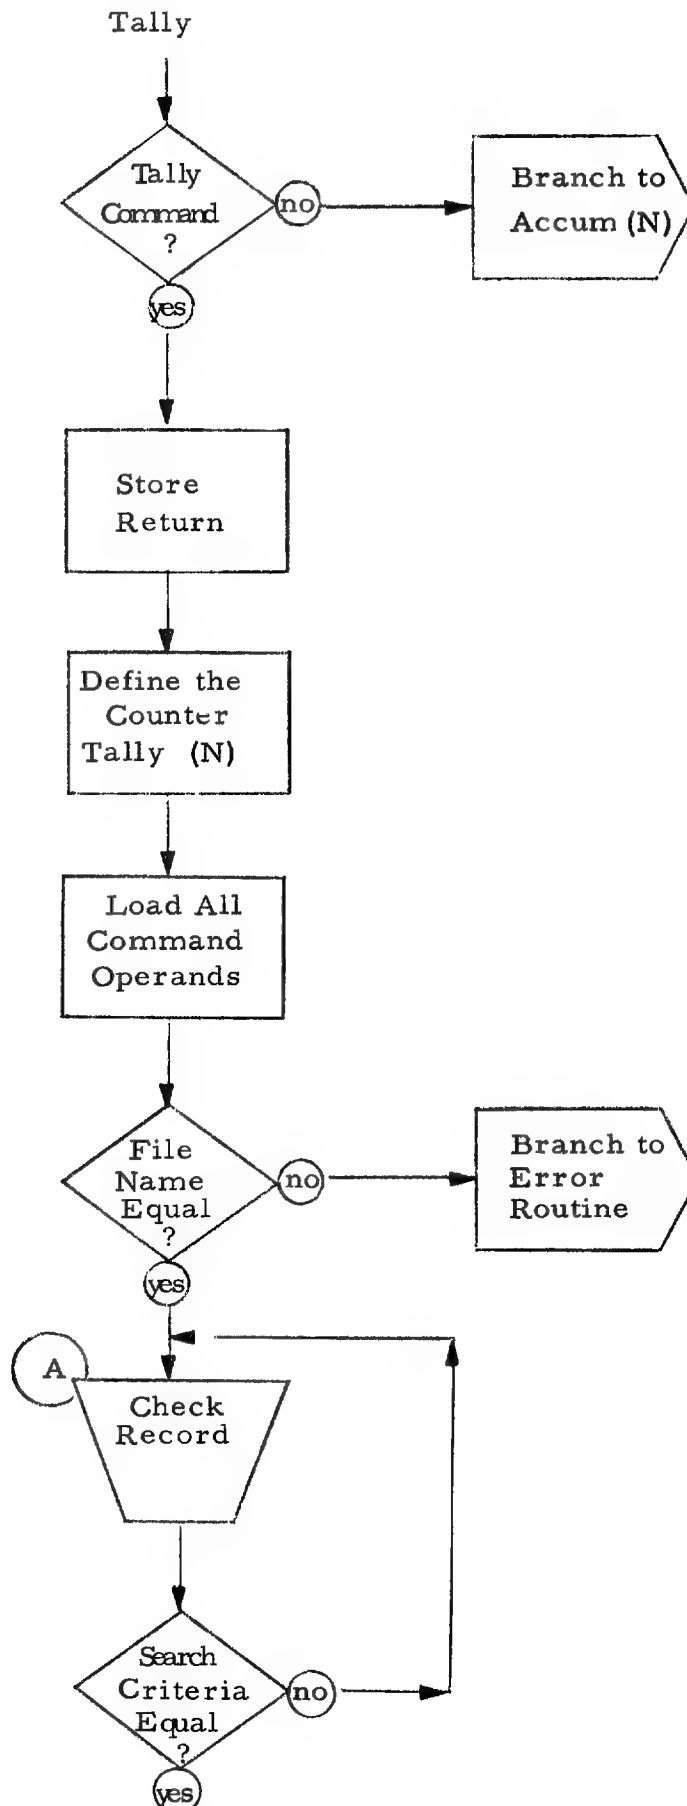 Tally
Tally
Command
?
no
Branch to
Accum (N)
yes
Store
Return
Define the
Counter
Tally (N)
Load All
Command
Operands
File
Name
Equal
?
no
Branch to
Error
Routine
yes
A
Check
Record
Search
Criteria
Equal
?
no
yes